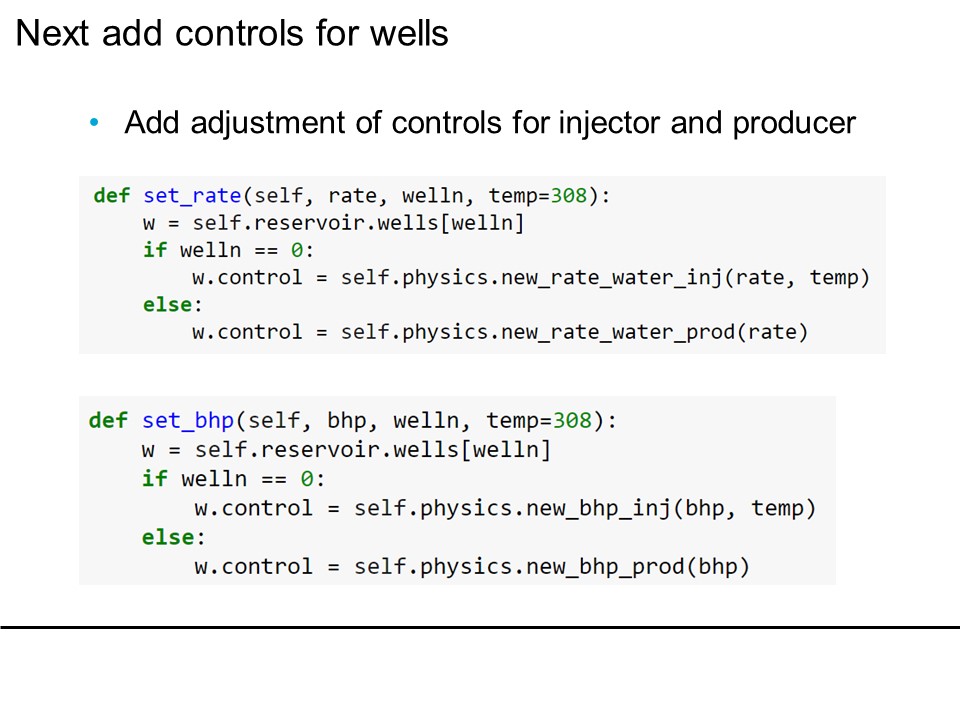 Next add controls for wells
• Add adjustment of controls for injector and producer
def set_rate(self, rate, welln, temp=308):
    w = self.reservoir.wells[welln]
    if welln == 0:
        w.control = self.physics.new_rate_water_inj(rate, temp)
    else:
        w.control = self.physics.new_rate_water_prod(rate)
def set_bhp(self, bhp, welln, temp=308):
    w = self.reservoir.wells[welln]
    if welln == 0:
        w.control = self.physics.new_bhp_inj(bhp, temp)
    else:
        w.control = self.physics.new_bhp_prod(bhp)